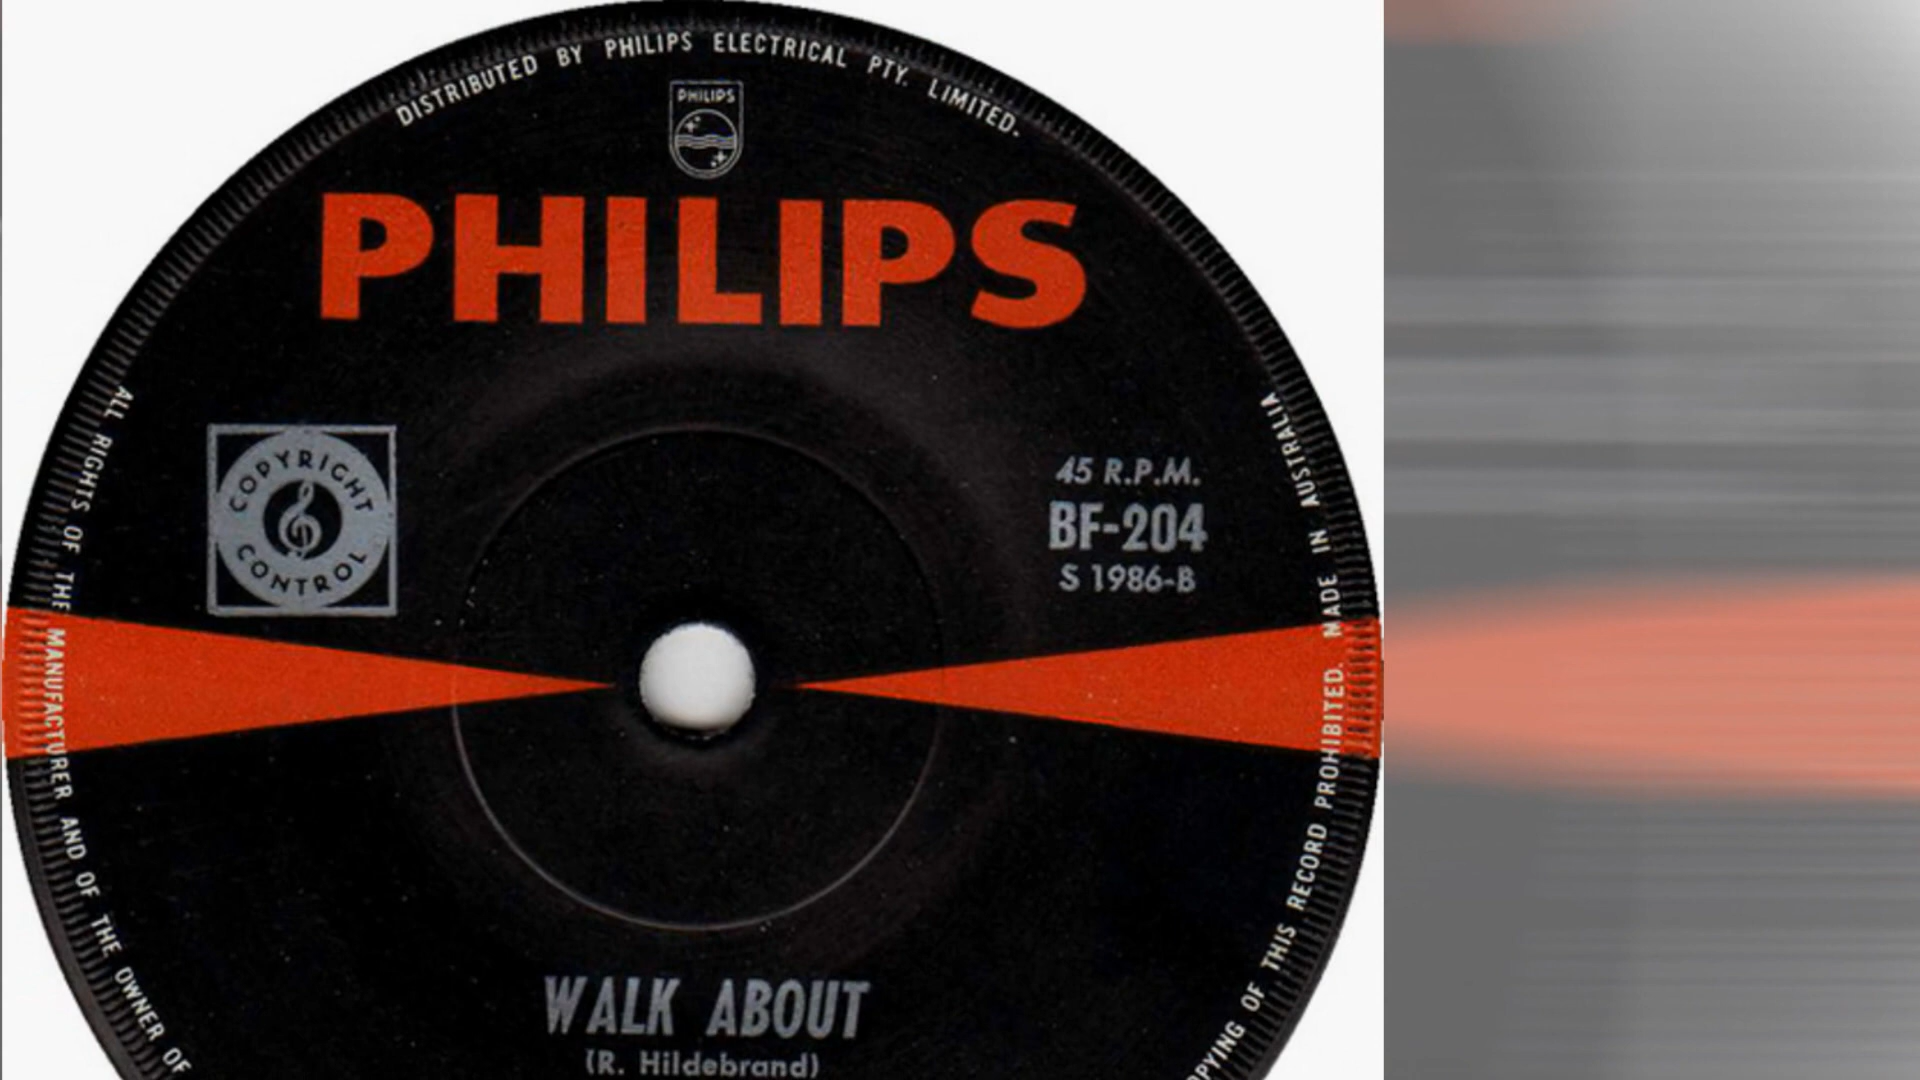 DISTRIBUTED BY PHILIPS ELECTRICAL PTY. LIMITED.
PHILIPS
PHILIPS
COPYRIGHT
CONTROL
45 R.P.M.
BF-204
S 1986-B
ALL RIGHTS OF THE MANUFACTURER AND OF THE OWNER OF
OPYING OF THIS RECORD PROHIBITED. MADE IN AUSTRALIA
WALK ABOUT
(R. Hildebrand)